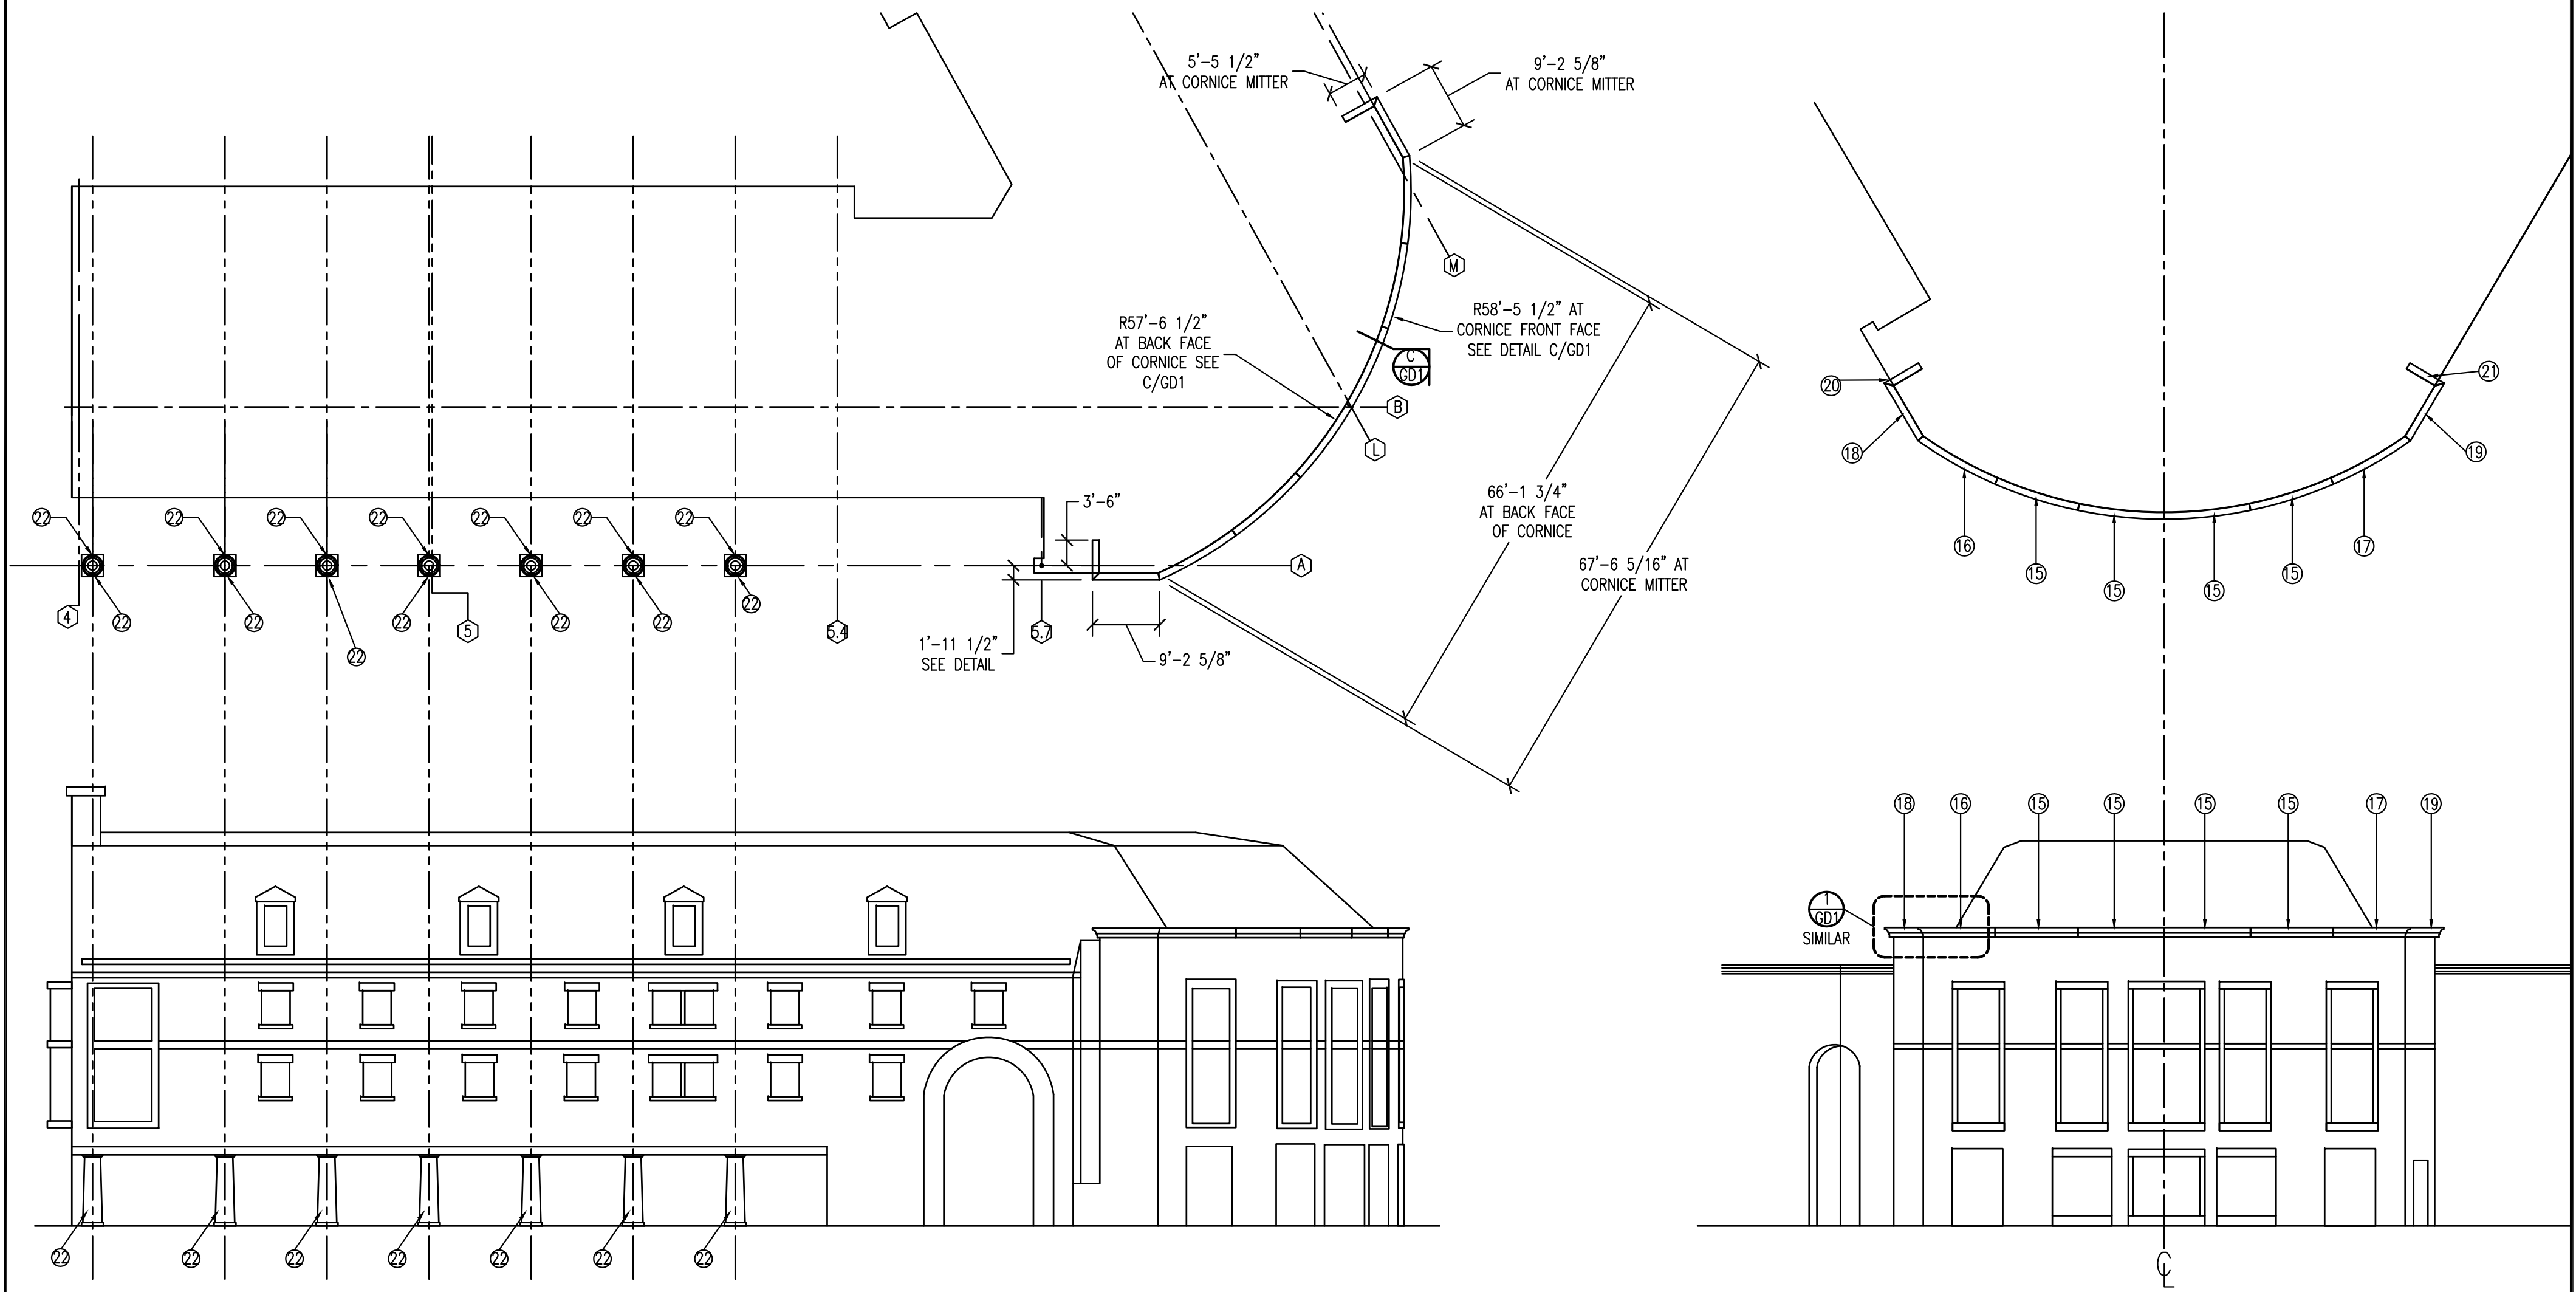 5'-5 1/2"
AT CORNICE MITTER
9'-2 5/8"
AT CORNICE MITTER
M
R57'-6 1/2"
AT BACK FACE
OF CORNICE SEE
C/GD1
R58'-5 1/2" AT
CORNICE FRONT FACE
SEE DETAIL C/GD1
C
GD1
B
L
20
21
18
19
16
15
15
15
15
17
3'-6"
66'-1 3/4"
AT BACK FACE
OF CORNICE
67'-6 5/16" AT
CORNICE MITTER
22
22
22
22
22
22
22
A
4
22
22
22
22
5
22
22
22
5.4
5.7
1'-11 1/2"
SEE DETAIL
9'-2 5/8"
18
16
15
15
15
15
17
19
1
GD1
SIMILAR
22
22
22
22
22
22
22
CL